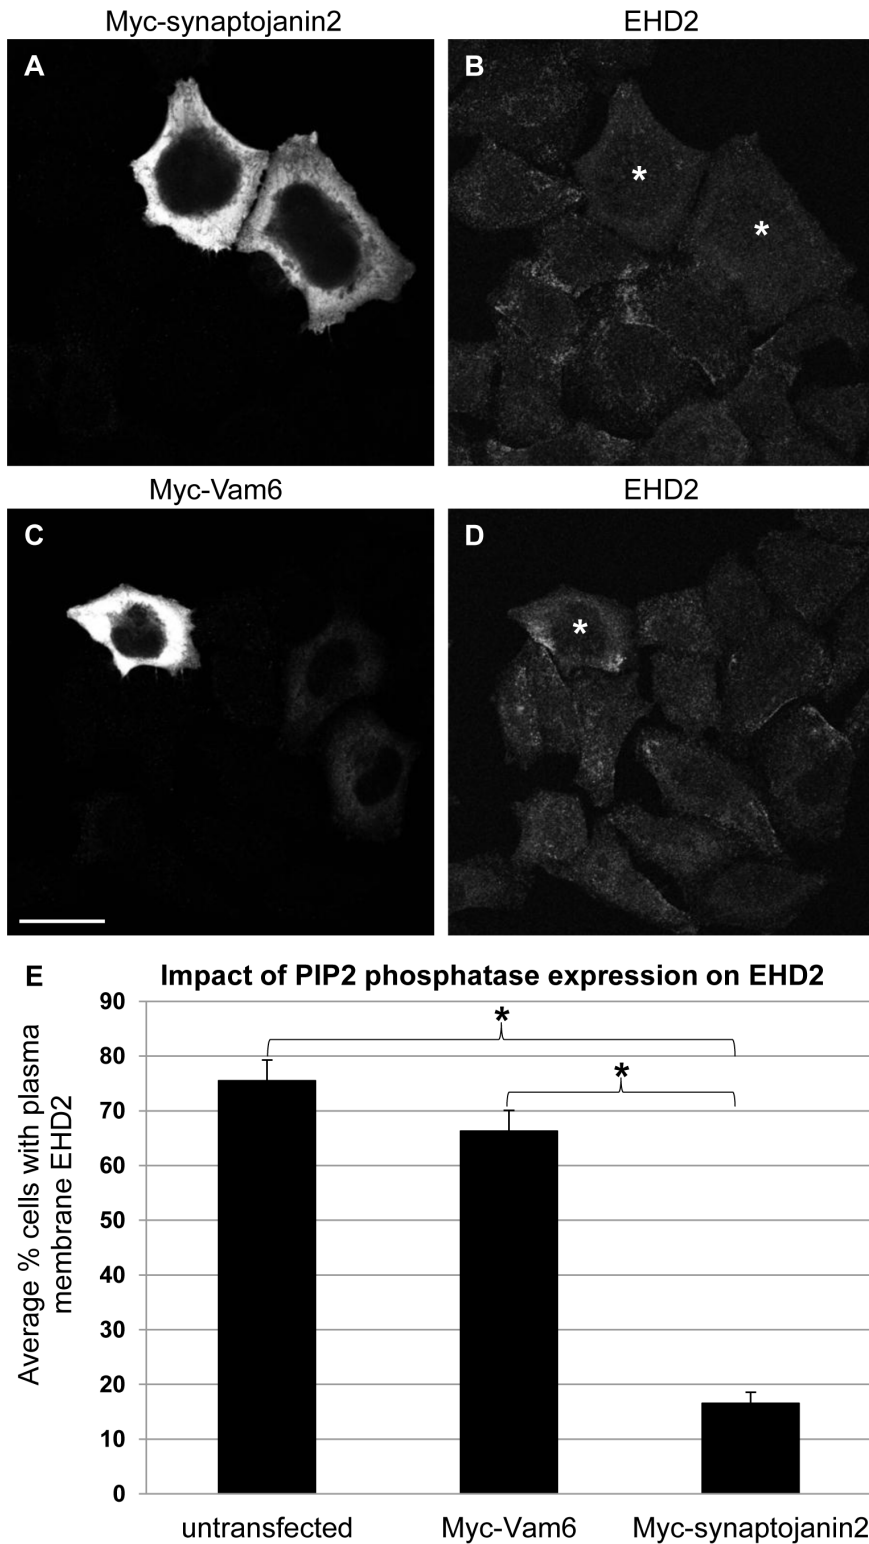 Myc-synaptojanin2 EHD2
A B
* *
Myc-Vam6 EHD2
C D
*
E Impact of PIP2 phosphatase expression on EHD2
Average % cells with plasma
membrane EHD2
90
80
70
60
50
40
30
20
10
0
*
*
untransfected Myc-Vam6 Myc-synaptojanin2